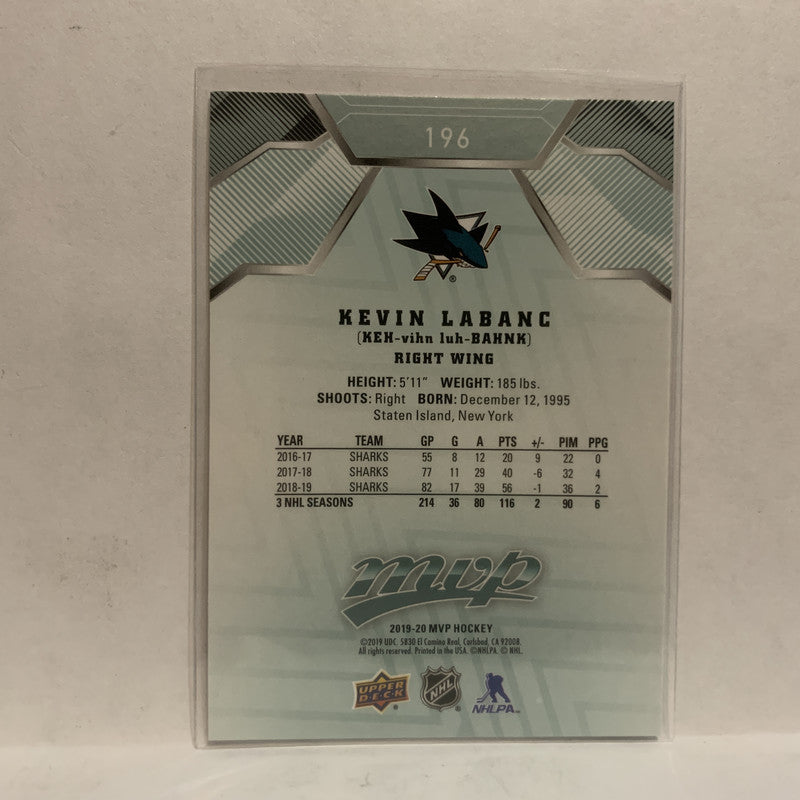 196
®
KEVIN LABANC
(KEH-vihn luh-BAHNK)
RIGHT WING
HEIGHT: 5'11" WEIGHT: 185 lbs.
SHOOTS: Right BORN: December 12, 1995
Staten Island, New York
YEAR TEAM GP G A PTS +/- PIM PPG
2016-17 SHARKS 55 8 12 20 9 22 0
2017-18 SHARKS 77 11 29 40 -6 32 4
2018-19 SHARKS 82 17 39 56 -1 36 2
3 NHL SEASONS 214 36 80 116 2 90 6
mvp
2019-20 MVP HOCKEY
©2019 UDC. 5830 El Camino Real, Carlsbad, CA 92008.
All rights reserved. Printed in the USA. ©NHLPA. © NHL.
UPPER DECK ® NHL ® NHLPA™